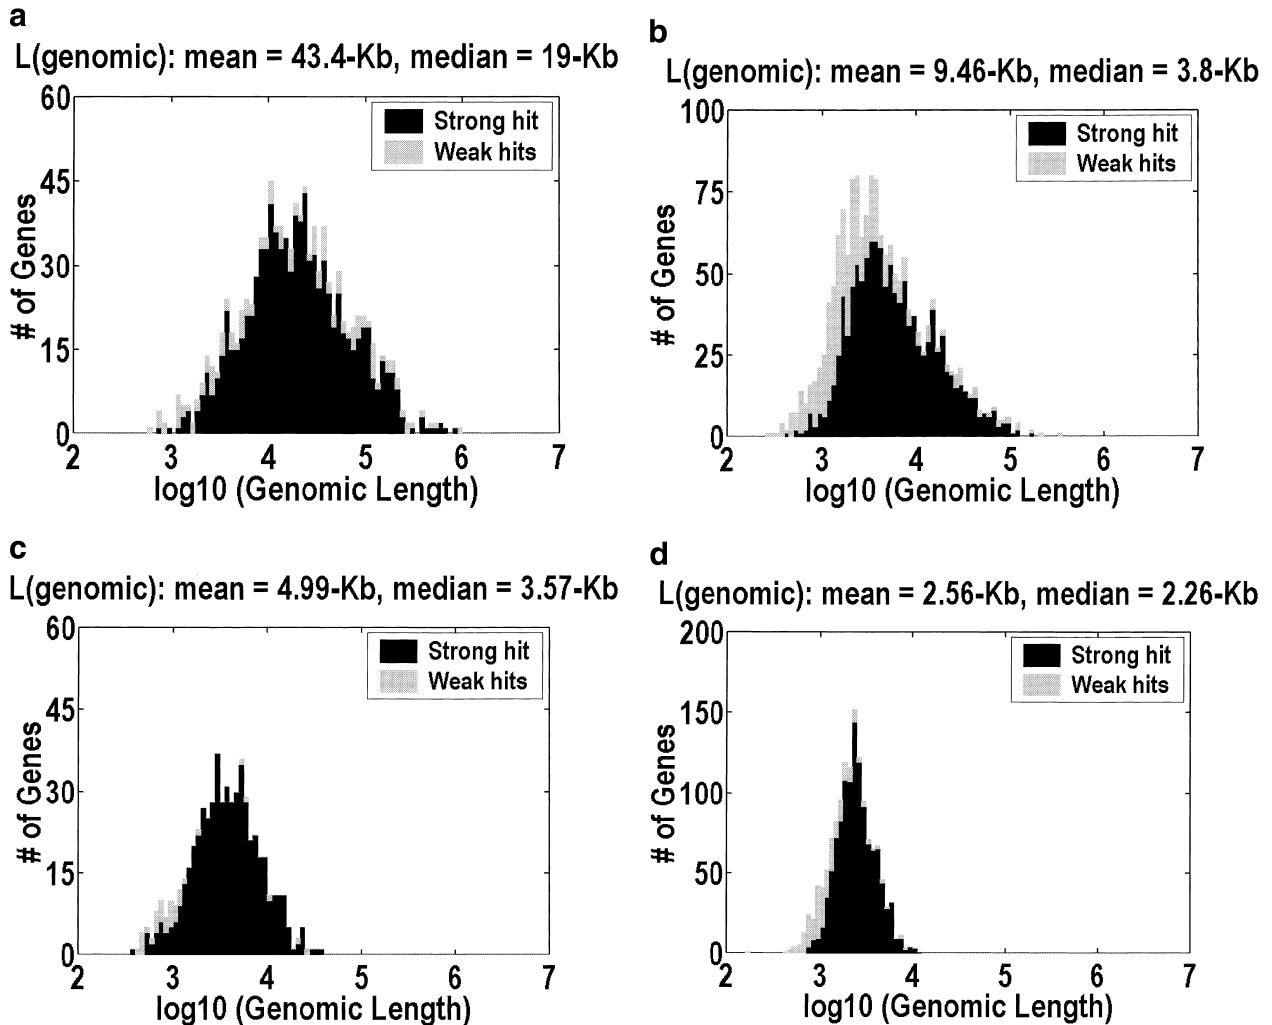 a
L(genomic): mean = 43.4-Kb, median = 19-Kb
60
45
30
15
0
# of Genes
Strong hit
Weak hits
2 3 4 5 6 7
log10 (Genomic Length)
b
L(genomic): mean = 9.46-Kb, median = 3.8-Kb
100
75
50
25
0
# of Genes
Strong hit
Weak hits
2 3 4 5 6 7
log10 (Genomic Length)
c
L(genomic): mean = 4.99-Kb, median = 3.57-Kb
60
45
30
15
0
# of Genes
Strong hit
Weak hits
2 3 4 5 6 7
log10 (Genomic Length)
d
L(genomic): mean = 2.56-Kb, median = 2.26-Kb
200
150
100
50
0
# of Genes
Strong hit
Weak hits
2 3 4 5 6 7
log10 (Genomic Length)